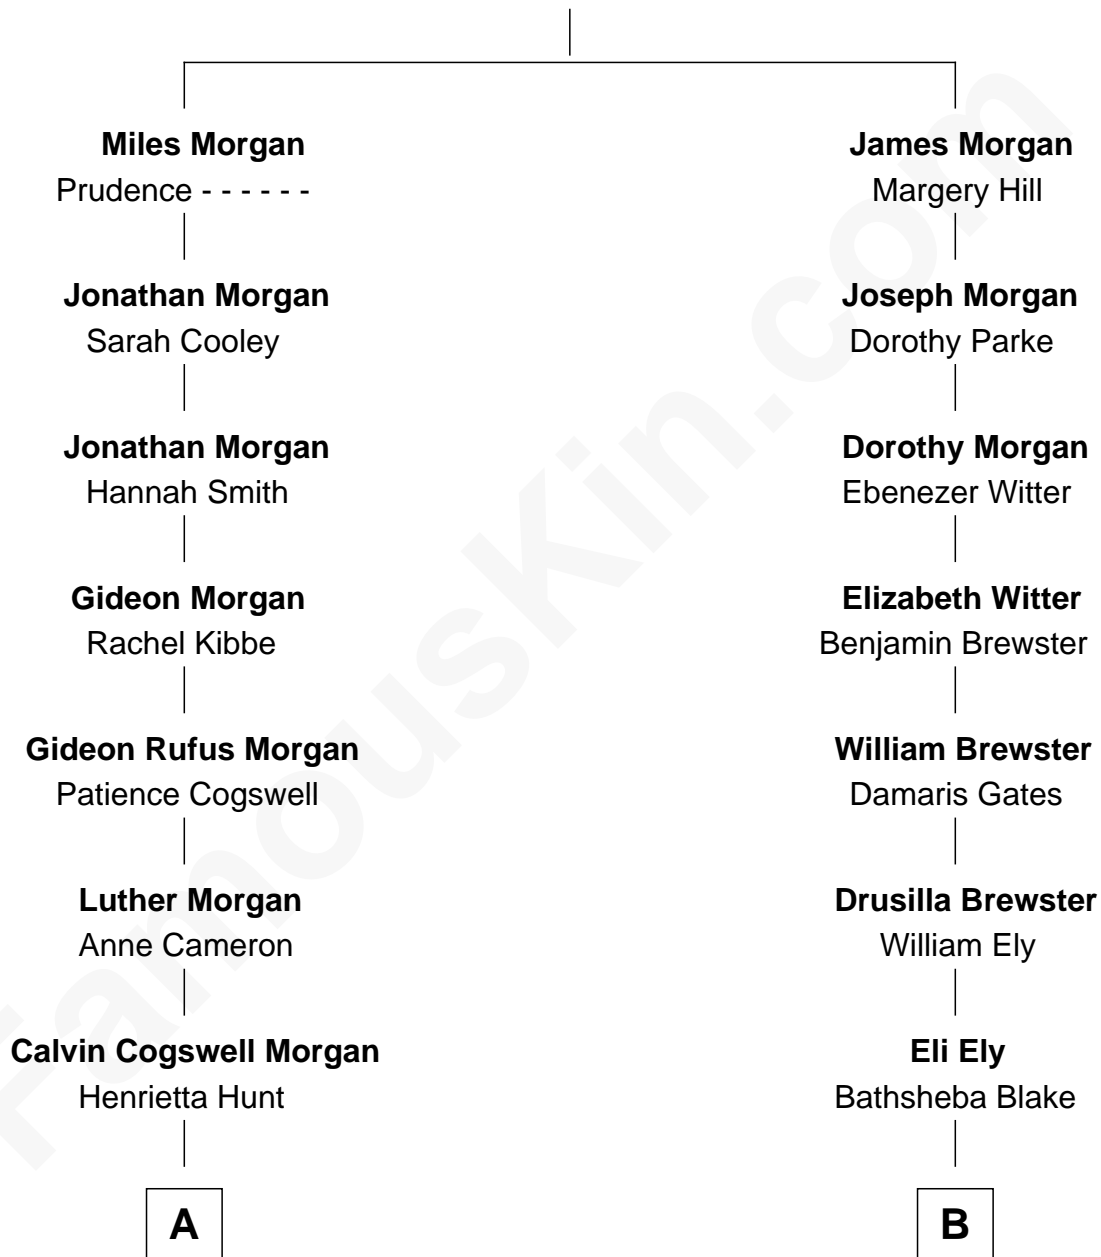 Miles Morgan
Prudence - - - - - -
Jonathan Morgan
Sarah Cooley
Jonathan Morgan
Hannah Smith
Gideon Morgan
Rachel Kibbe
Gideon Rufus Morgan
Patience Cogswell
Luther Morgan
Anne Cameron
Calvin Cogswell Morgan
Henrietta Hunt
A
James Morgan
Margery Hill
Joseph Morgan
Dorothy Parke
Dorothy Morgan
Ebenezer Witter
Elizabeth Witter
Benjamin Brewster
William Brewster
Damaris Gates
Drusilla Brewster
William Ely
Eli Ely
Bathsheba Blake
B
FamousKin.com